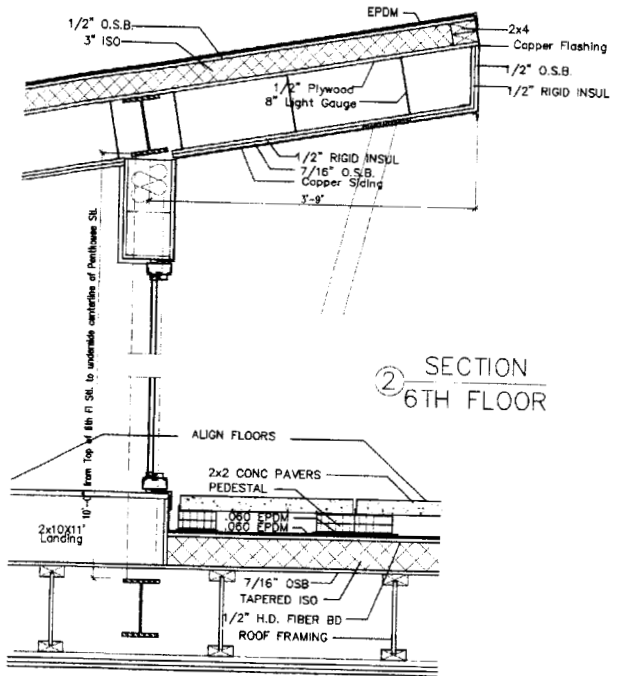 EPDM
1/2" O.S.B.
3" ISO
2x4
Copper Flashing
1/2" O.S.B.
1/2" RIGID INSUL
1/2" Plywood
8" Light Gauge
1/2" RIGID INSUL
7/16" O.S.B.
Copper Siding
3'-9"
10'-0" from Top of 6th Fl Stl. to underside centerline of Penthouse Stl.
2 SECTION
6TH FLOOR
ALIGN FLOORS
2x2 CONC PAVERS
PEDESTAL
.060 EPDM
.060 EPDM
2x10X11'
Landing
7/16" OSB
TAPERED ISO
1/2" H.D. FIBER BD
ROOF FRAMING